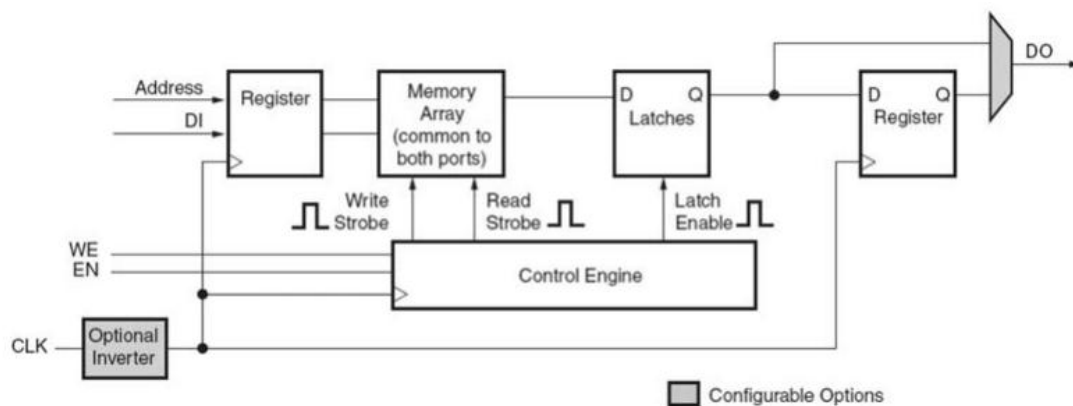 Address
DI
Register
Memory
Array
(common to
both ports)
D Q
Latches
D Q
Register
DO
Write
Strobe
Read
Strobe
Latch
Enable
WE
EN
Control Engine
CLK
Optional
Inverter
Configurable Options